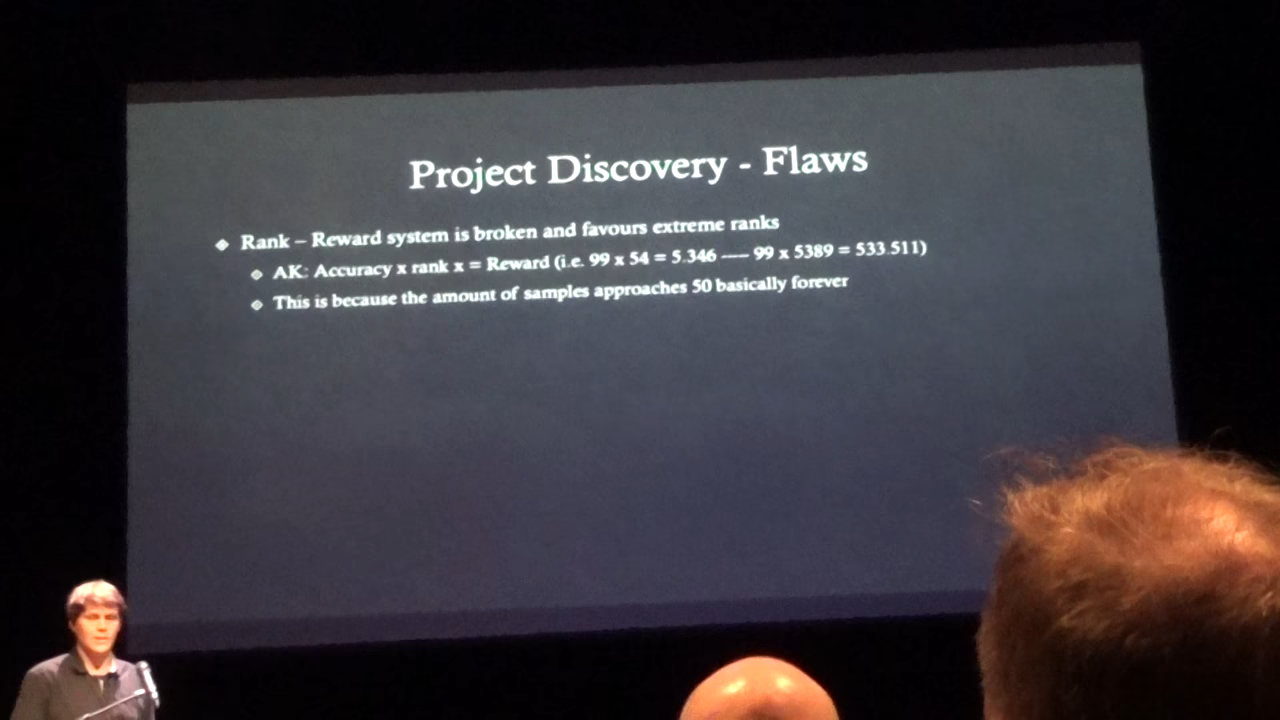 Project Discovery - Flaws
Rank – Reward system is broken and favours extreme ranks
AK: Accuracy x rank x = Reward (i.e. 99 x 54 = 5.346 ---- 99 x 5389 = 533.511)
This is because the amount of samples approaches 50 basically forever